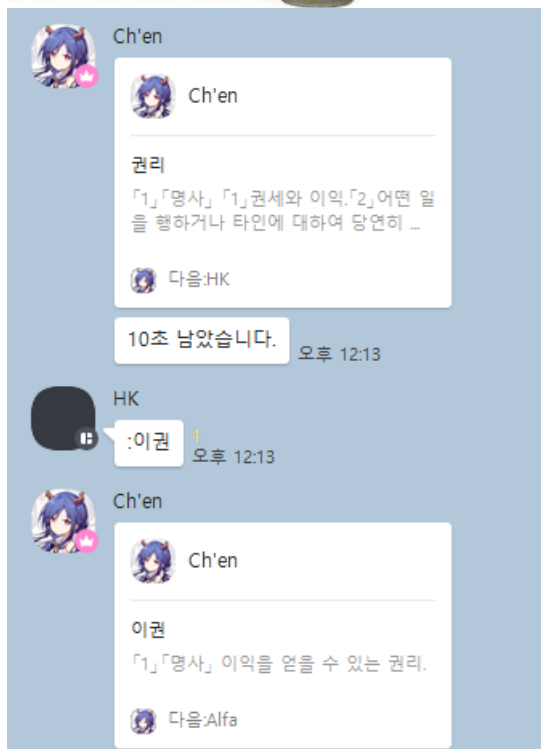 Ch'en
Ch'en
권리
「1」「명사」 「1」권세와 이익.「2」어떤 일
을 행하거나 타인에 대하여 당연히 ...
다음:HK
10초 남았습니다.
오후 12:13
HK
:이권
1
오후 12:13
Ch'en
Ch'en
이권
「1」「명사」 이익을 얻을 수 있는 권리.
다음:Alfa